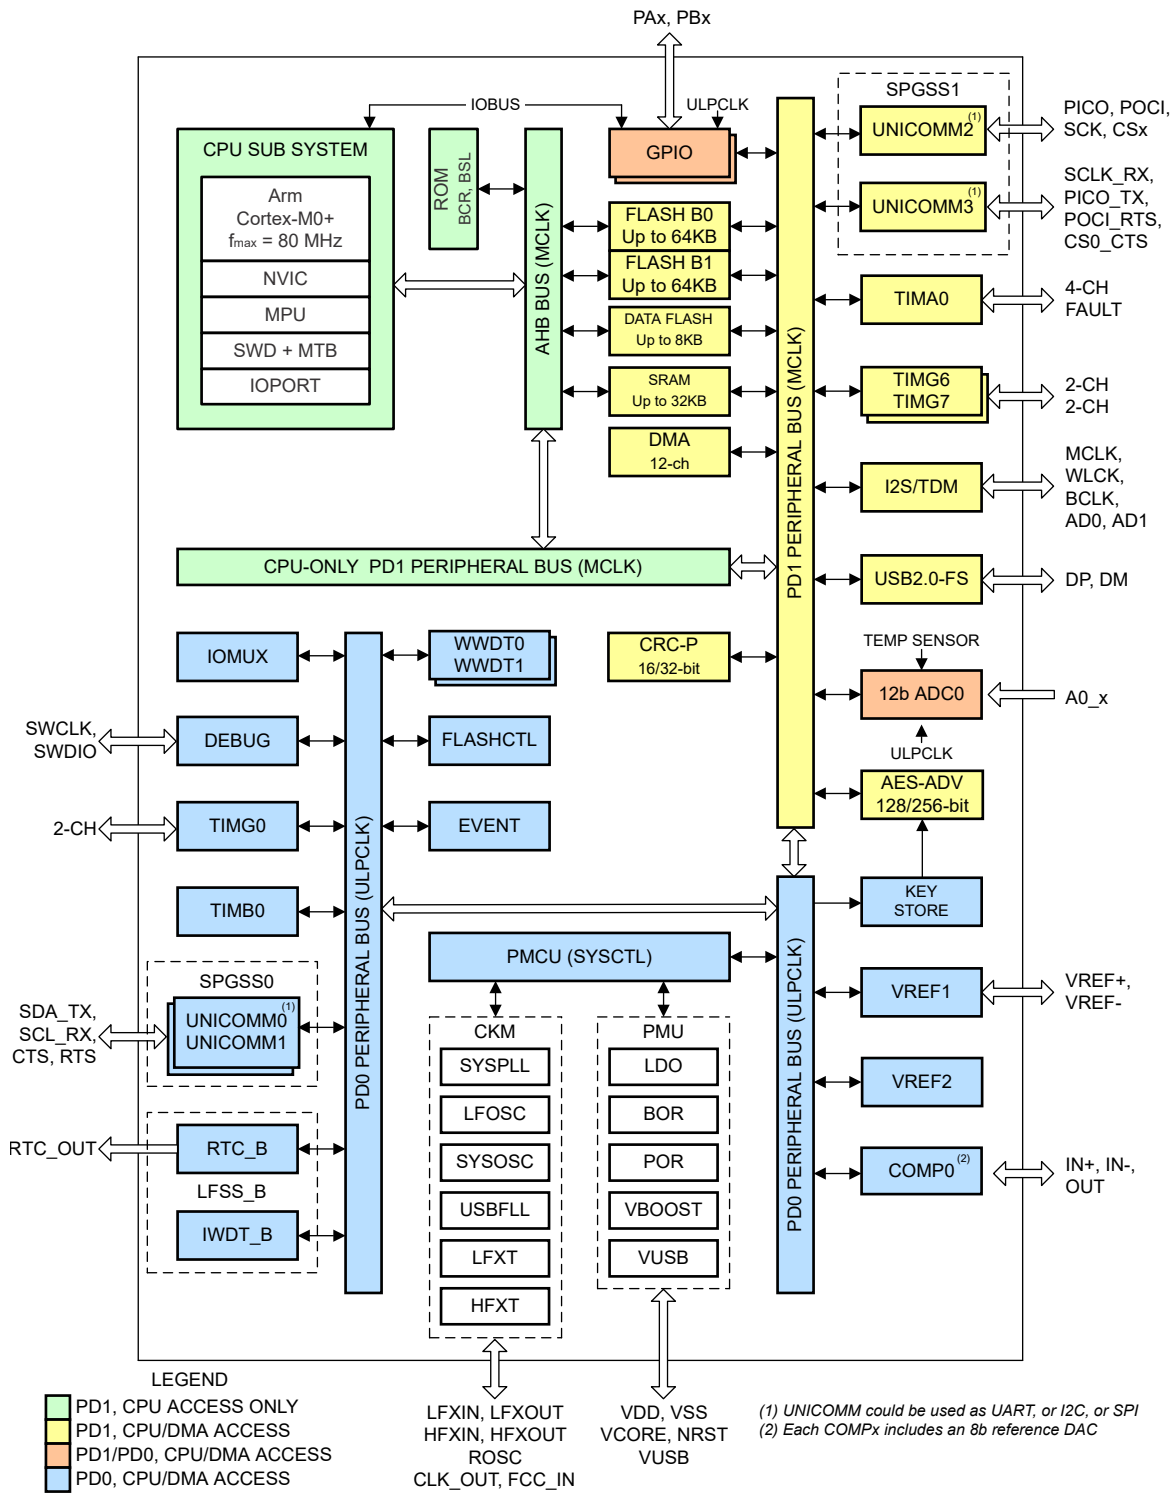 PAx, PBx
IOBUS
ULPCLK
CPU SUB SYSTEM
Arm
Cortex-M0+
fmax = 80 MHz
NVIC
MPU
SWD + MTB
IOPORT
ROM
BCR, BSL
AHB BUS (MCLK)
GPIO
FLASH B0
Up to 64KB
FLASH B1
Up to 64KB
DATA FLASH
Up to 8KB
SRAM
Up to 32KB
DMA
12-ch
CPU-ONLY PD1 PERIPHERAL BUS (MCLK)
CRC-P
16/32-bit
PD1 PERIPHERAL BUS (MCLK)
SPGSS1
UNICOMM2 (1)
PICO, POCI,
SCK, CSx
UNICOMM3 (1)
SCLK_RX,
PICO_TX,
POCI_RTS,
CS0_CTS
TIMA0
4-CH
FAULT
TIMG6
TIMG7
2-CH
2-CH
I2S/TDM
MCLK,
WLCK,
BCLK,
AD0, AD1
USB2.0-FS
DP, DM
TEMP SENSOR
12b ADC0
A0_x
ULPCLK
AES-ADV
128/256-bit
KEY
STORE
IOMUX
WWDT0
WWDT1
SWCLK,
SWDIO
DEBUG
FLASHCTL
2-CH
TIMG0
EVENT
TIMB0
PD0 PERIPHERAL BUS (ULPCLK)
SPGSS0
UNICOMM0 (1)
UNICOMM1
SDA_TX,
SCL_RX,
CTS, RTS
RTC_OUT
RTC_B
LFSS_B
IWDT_B
PMCU (SYSCTL)
CKM
SYSPLL
LFOSC
SYSOSC
USBFLL
LFXT
HFXT
PMU
LDO
BOR
POR
VBOOST
VUSB
PD0 PERIPHERAL BUS (ULPCLK)
VREF1
VREF+,
VREF-
VREF2
COMP0 (2)
IN+, IN-,
OUT
LEGEND
PD1, CPU ACCESS ONLY
PD1, CPU/DMA ACCESS
PD1/PD0, CPU/DMA ACCESS
PD0, CPU/DMA ACCESS
LFXIN, LFXOUT
HFXIN, HFXOUT
ROSC
CLK_OUT, FCC_IN
VDD, VSS
VCORE, NRST
VUSB
(1) UNICOMM could be used as UART, or I2C, or SPI
(2) Each COMPx includes an 8b reference DAC